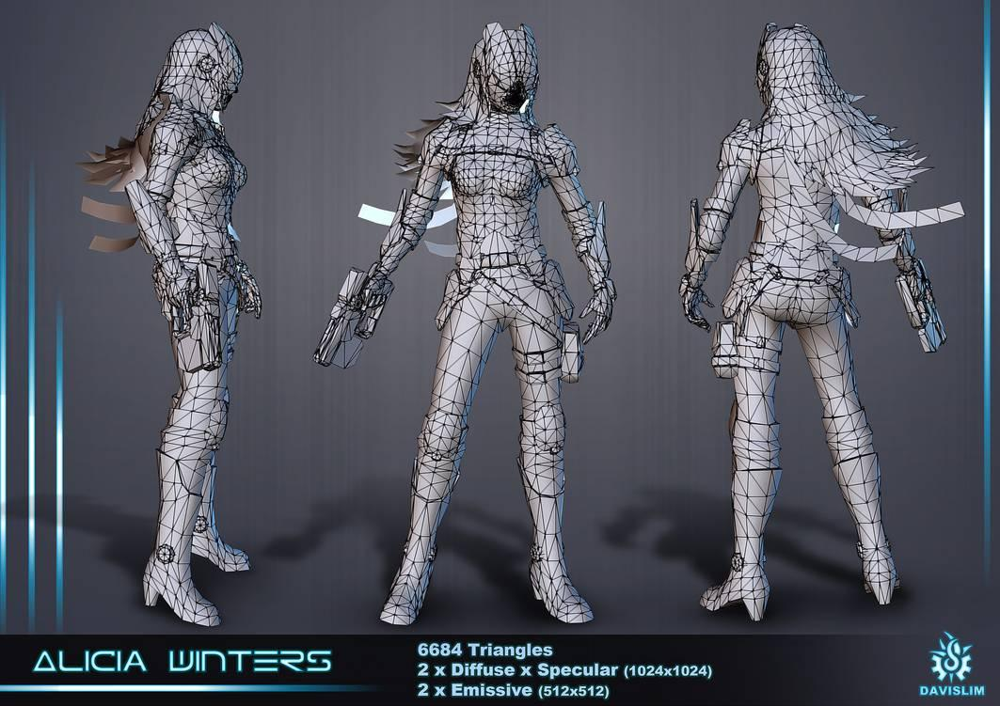 ALICIA WINTERS
6684 Triangles
2 x Diffuse x Specular (1024x1024)
2 x Emissive (512x512)
DAVISLIM